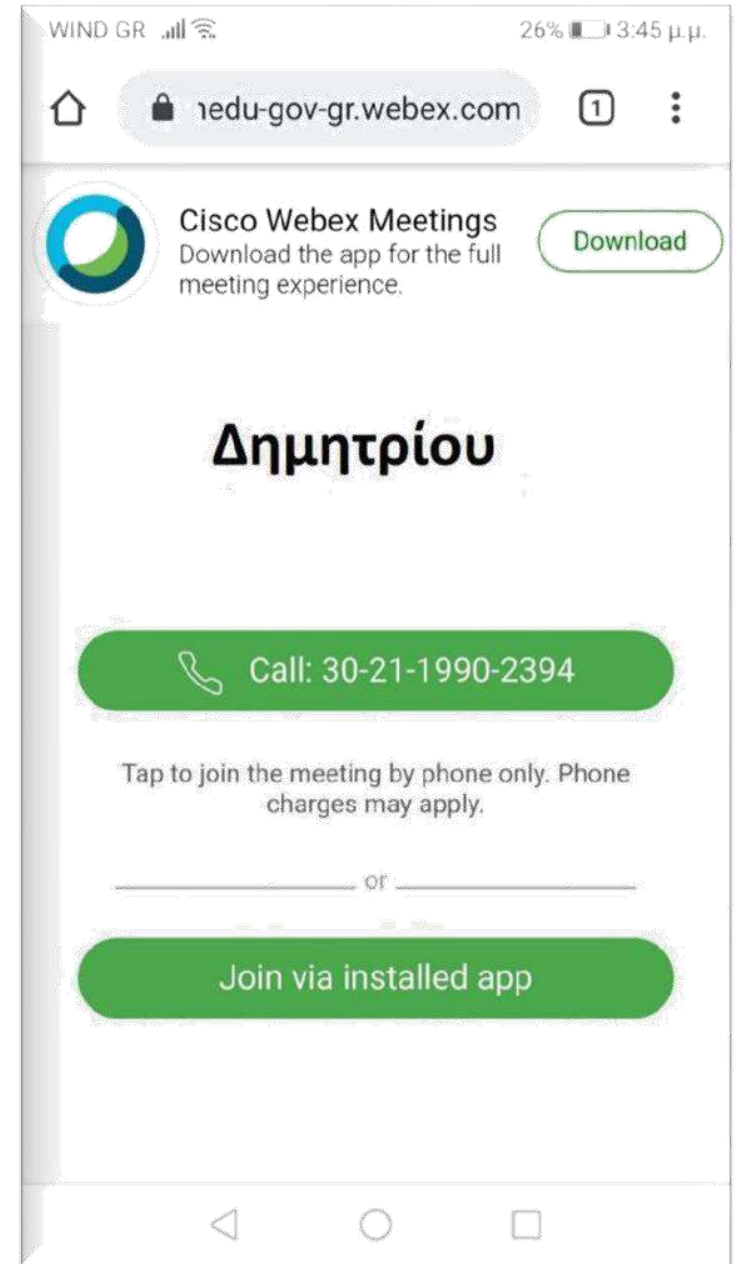 WIND GR 26% 3:45 μ.μ.
nedu-gov-gr.webex.com 1
Cisco Webex Meetings
Download the app for the full
meeting experience.
Download
Δημητρίου
Call: 30-21-1990-2394
Tap to join the meeting by phone only. Phone
charges may apply.
or
Join via installed app